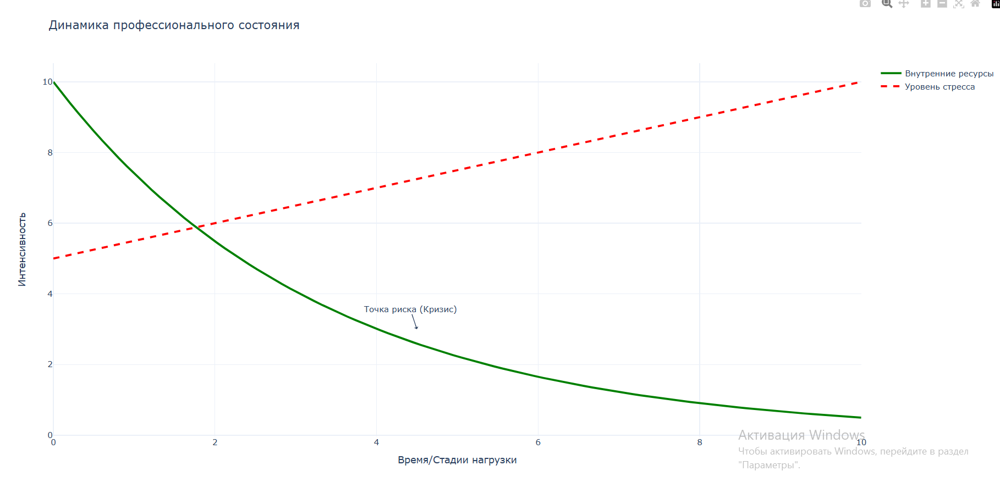 Динамика профессионального состояния
Внутренние ресурсы
Уровень стресса
10
8
6
4
2
0
Интенсивность
Точка риска (Кризис)
0 2 4 6 8 10
Время/Стадии нагрузки
Активация Windows
Чтобы активировать Windows, перейдите в раздел
"Параметры".